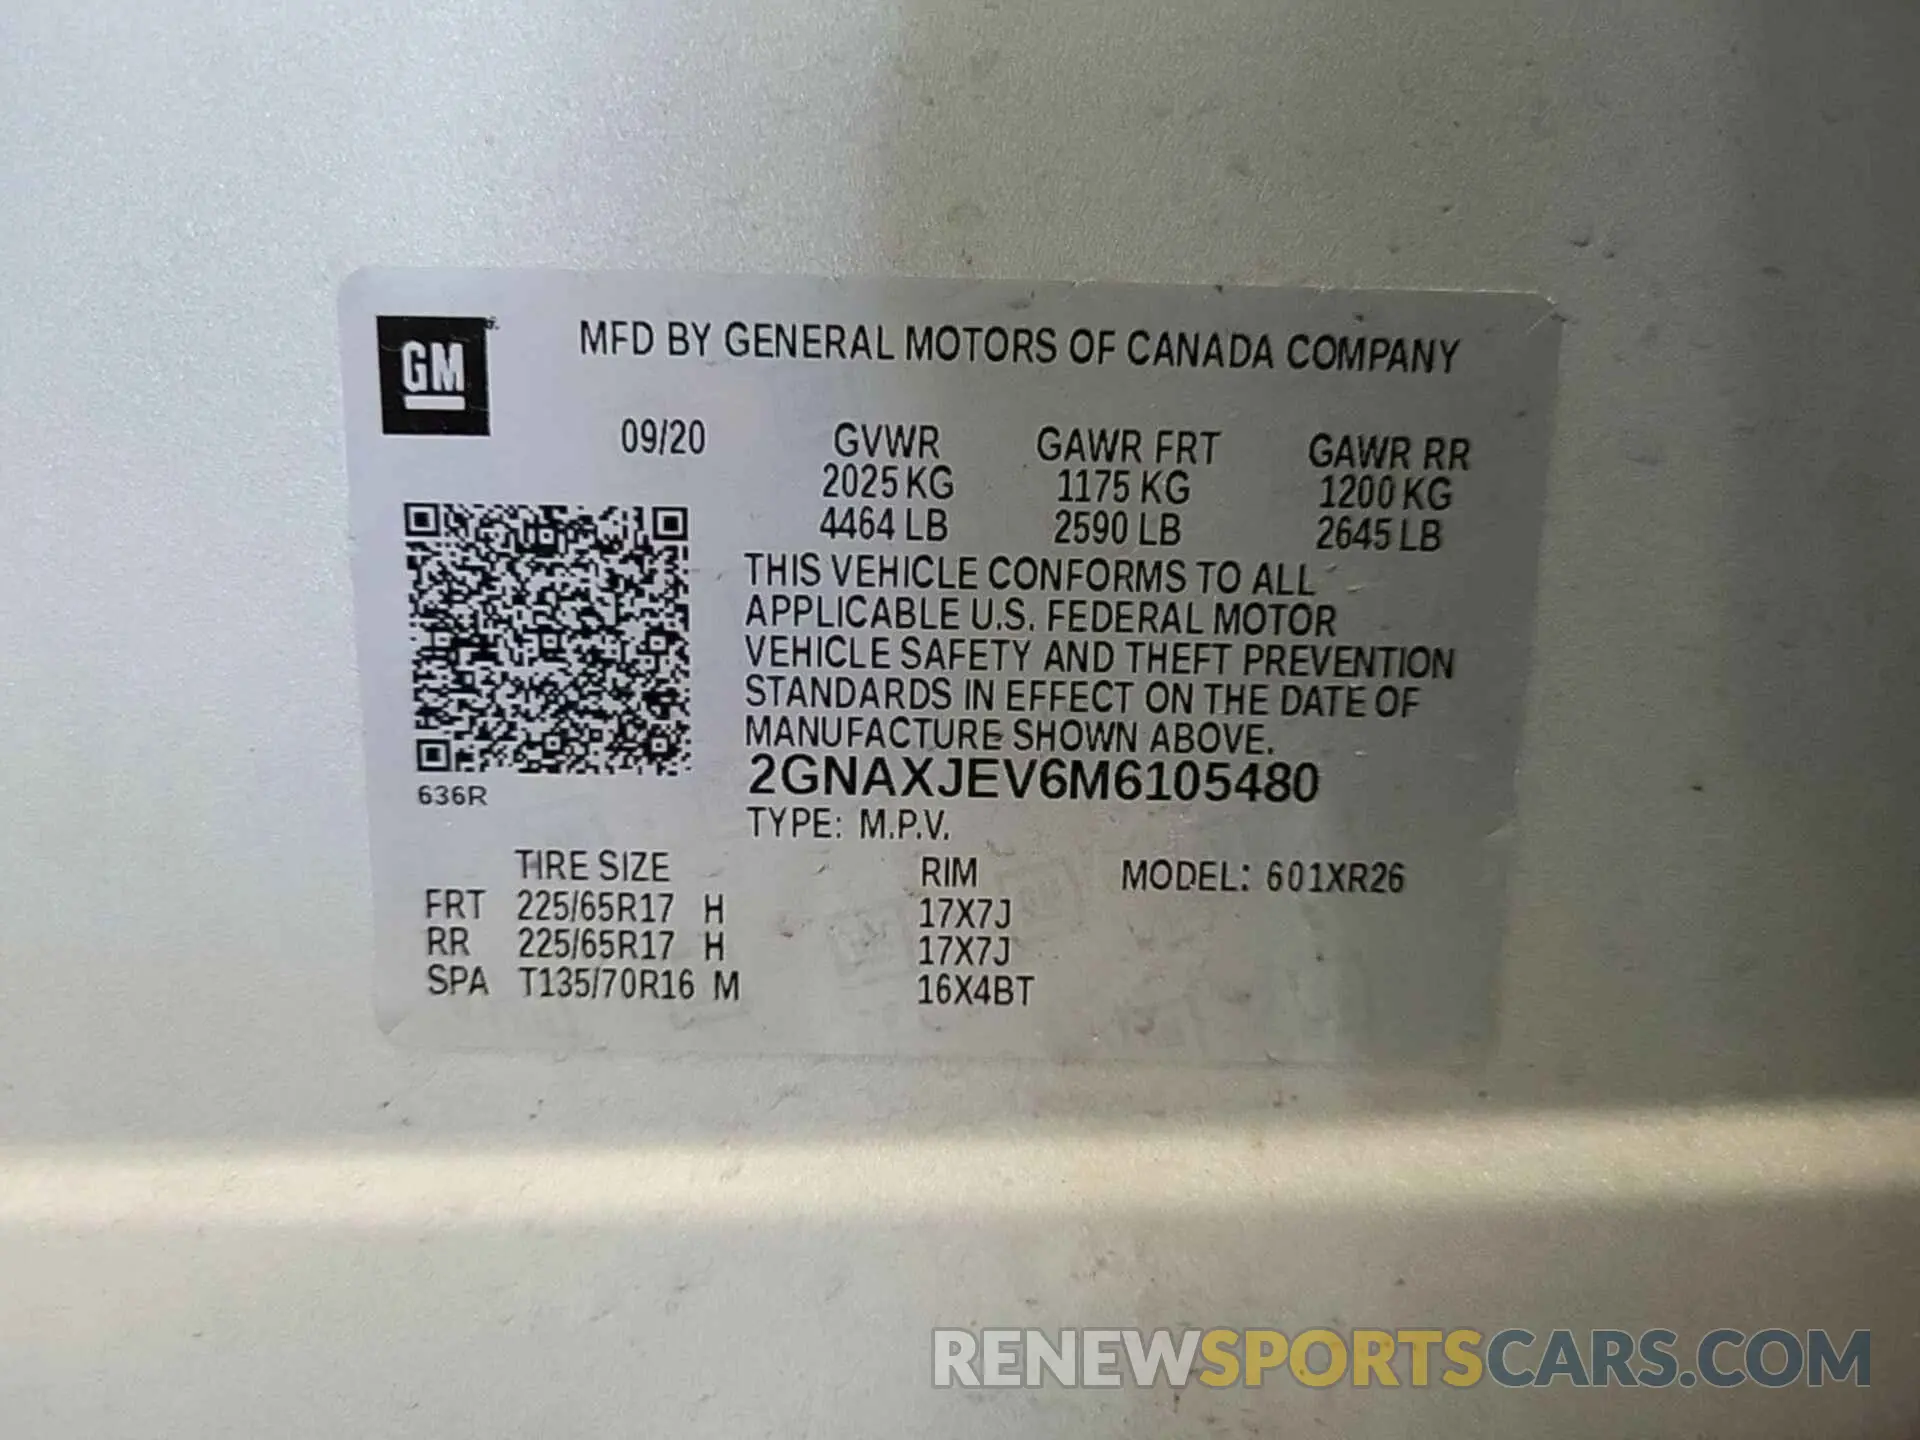 GM
MFD BY GENERAL MOTORS OF CANADA COMPANY
09/20 GVWR GAWR FRT GAWR RR
2025 KG 1175 KG 1200 KG
4464 LB 2590 LB 2645 LB
THIS VEHICLE CONFORMS TO ALL
APPLICABLE U.S. FEDERAL MOTOR
VEHICLE SAFETY AND THEFT PREVENTION
STANDARDS IN EFFECT ON THE DATE OF
MANUFACTURE SHOWN ABOVE.
2GNAXJEV6M6105480
636R
TYPE: M.P.V.
TIRE SIZE RIM MODEL: 601XR26
FRT 225/65R17 H 17X7J
RR 225/65R17 H 17X7J
SPA T135/70R16 M 16X4BT
RENEWSPORTSCARS.COM